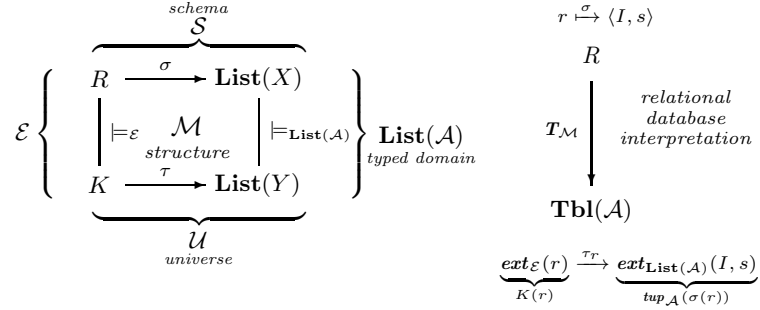 schema
𝒮
R σ List(X)
ℰ ⊨ℰ ℳ ⊨List(𝒜) List(𝒜)
structure typed domain
K τ List(Y)
𝒰
universe
r ↦σ ⟨I, s⟩
R
T_ℳ relational
database
interpretation
Tbl(𝒜)
ext_ℰ(r) →τ_r ext_List(𝒜)(I, s)
K(r) tup_𝒜(σ(r))